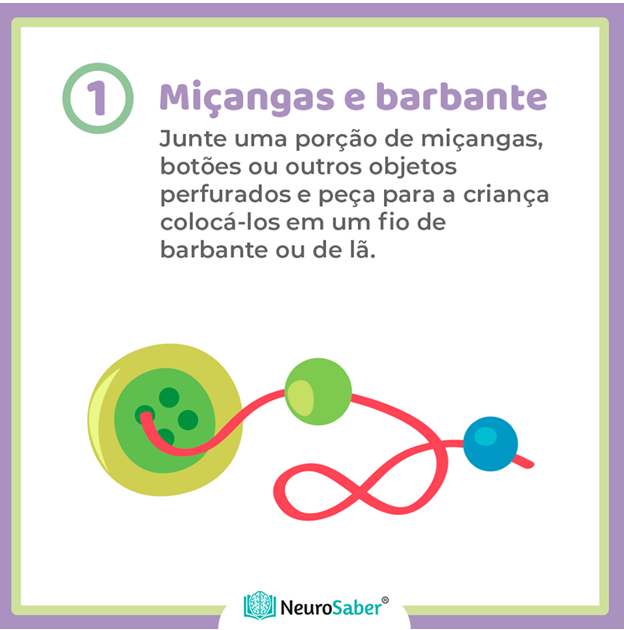 1
Miçangas e barbante
Junte uma porção de miçangas,
botões ou outros objetos
perfurados e peça para a criança
colocá-los em um fio de
barbante ou de lã.
NeuroSaber®